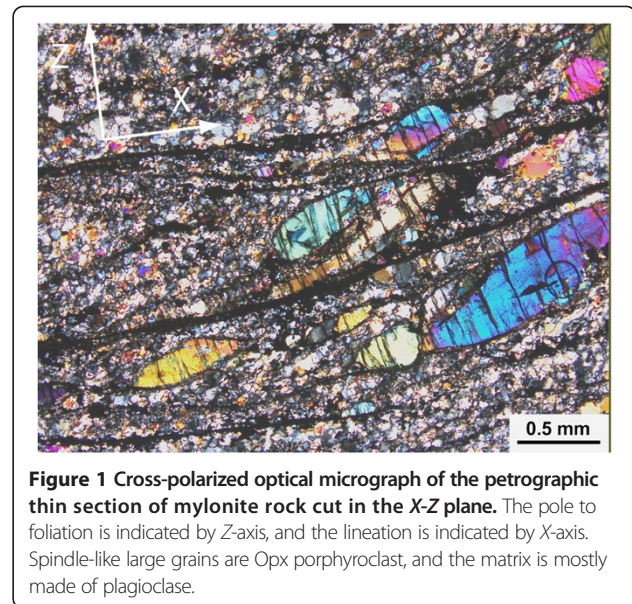 Z
X
0.5 mm
Figure 1 Cross-polarized optical micrograph of the petrographic
thin section of mylonite rock cut in the X-Z plane. The pole to
foliation is indicated by Z-axis, and the lineation is indicated by X-axis.
Spindle-like large grains are Opx porphyroclast, and the matrix is mostly
made of plagioclase.